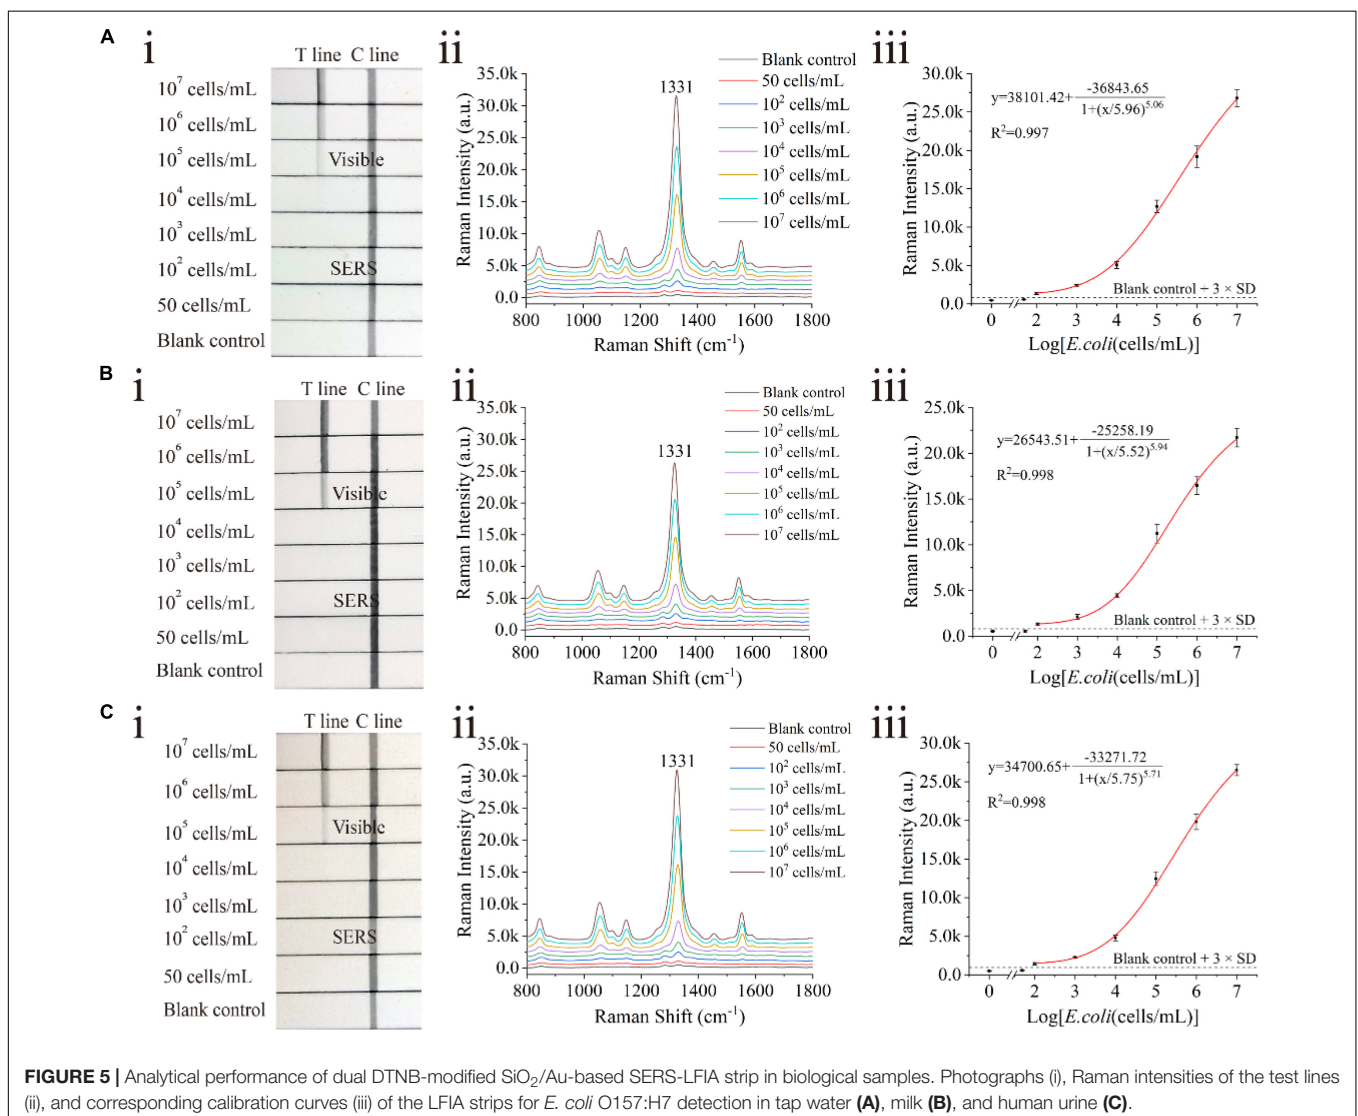 A
i
T line C line
10⁷ cells/mL
10⁶ cells/mL
10⁵ cells/mL
Visible
10⁴ cells/mL
10³ cells/mL
10² cells/mL
SERS
50 cells/mL
Blank control
ii
35.0k
30.0k
25.0k
20.0k
15.0k
10.0k
5.0k
0.0
Raman Intensity (a.u.)
1331
Blank control
50 cells/mL
10² cells/mL
10³ cells/mL
10⁴ cells/mL
10⁵ cells/mL
10⁶ cells/mL
10⁷ cells/mL
800 1000 1200 1400 1600 1800
Raman Shift (cm⁻¹)
iii
30.0k
25.0k
20.0k
15.0k
10.0k
5.0k
0.0
Raman Intensity (a.u.)
y=38101.42+ -36843.65
1+(x/5.96)^5.06
R²=0.997
Blank control + 3 × SD
0 2 3 4 5 6 7
Log[E.coli(cells/mL)]
B
i
T line C line
10⁷ cells/mL
10⁶ cells/mL
10⁵ cells/mL
Visible
10⁴ cells/mL
10³ cells/mL
10² cells/mL
SERS
50 cells/mL
Blank control
ii
35.0k
30.0k
25.0k
20.0k
15.0k
10.0k
5.0k
0.0
Raman Intensity (a.u.)
1331
Blank control
50 cells/mL
10² cells/mL
10³ cells/mL
10⁴ cells/mL
10⁵ cells/mL
10⁶ cells/mL
10⁷ cells/mL
800 1000 1200 1400 1600 1800
Raman Shift (cm⁻¹)
iii
25.0k
20.0k
15.0k
10.0k
5.0k
0.0
Raman Intensity (a.u.)
y=26543.51+ -25258.19
1+(x/5.52)^5.94
R²=0.998
Blank control + 3 × SD
0 2 3 4 5 6 7
Log[E.coli(cells/mL)]
C
i
T line C line
10⁷ cells/mL
10⁶ cells/mL
10⁵ cells/mL
Visible
10⁴ cells/mL
10³ cells/mL
10² cells/mL
SERS
50 cells/mL
Blank control
ii
35.0k
30.0k
25.0k
20.0k
15.0k
10.0k
5.0k
0.0
Raman Intensity (a.u.)
1331
Blank control
50 cells/mL
10² cells/mL
10³ cells/mL
10⁴ cells/mL
10⁵ cells/mL
10⁶ cells/mL
10⁷ cells/mL
800 1000 1200 1400 1600 1800
Raman Shift (cm⁻¹)
iii
30.0k
25.0k
20.0k
15.0k
10.0k
5.0k
0.0
Raman Intensity (a.u.)
y=34700.65+ -33271.72
1+(x/5.75)^5.71
R²=0.998
Blank control + 3 × SD
0 2 3 4 5 6 7
Log[E.coli(cells/mL)]
FIGURE 5 | Analytical performance of dual DTNB-modified SiO₂/Au-based SERS-LFIA strip in biological samples. Photographs (i), Raman intensities of the test lines
(ii), and corresponding calibration curves (iii) of the LFIA strips for E. coli O157:H7 detection in tap water (A), milk (B), and human urine (C).